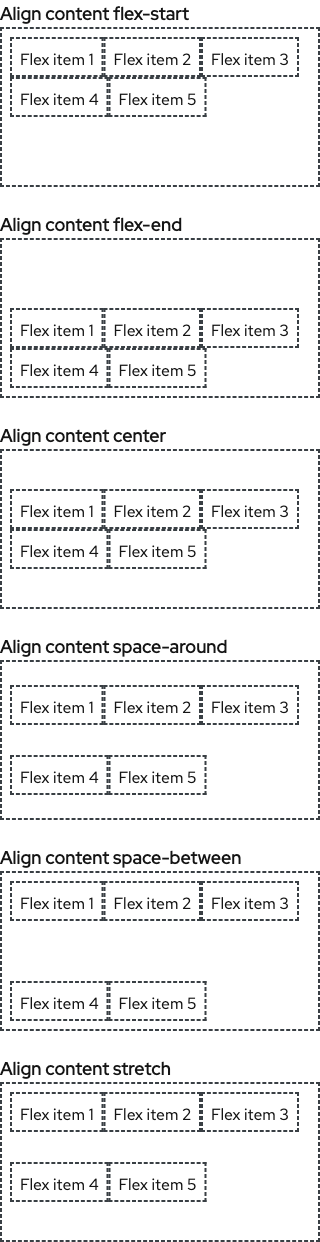 Align content flex-start
Flex item 1 Flex item 2 Flex item 3
Flex item 4 Flex item 5
Align content flex-end
Flex item 1 Flex item 2 Flex item 3
Flex item 4 Flex item 5
Align content center
Flex item 1 Flex item 2 Flex item 3
Flex item 4 Flex item 5
Align content space-around
Flex item 1 Flex item 2 Flex item 3
Flex item 4 Flex item 5
Align content space-between
Flex item 1 Flex item 2 Flex item 3
Flex item 4 Flex item 5
Align content stretch
Flex item 1 Flex item 2 Flex item 3
Flex item 4 Flex item 5